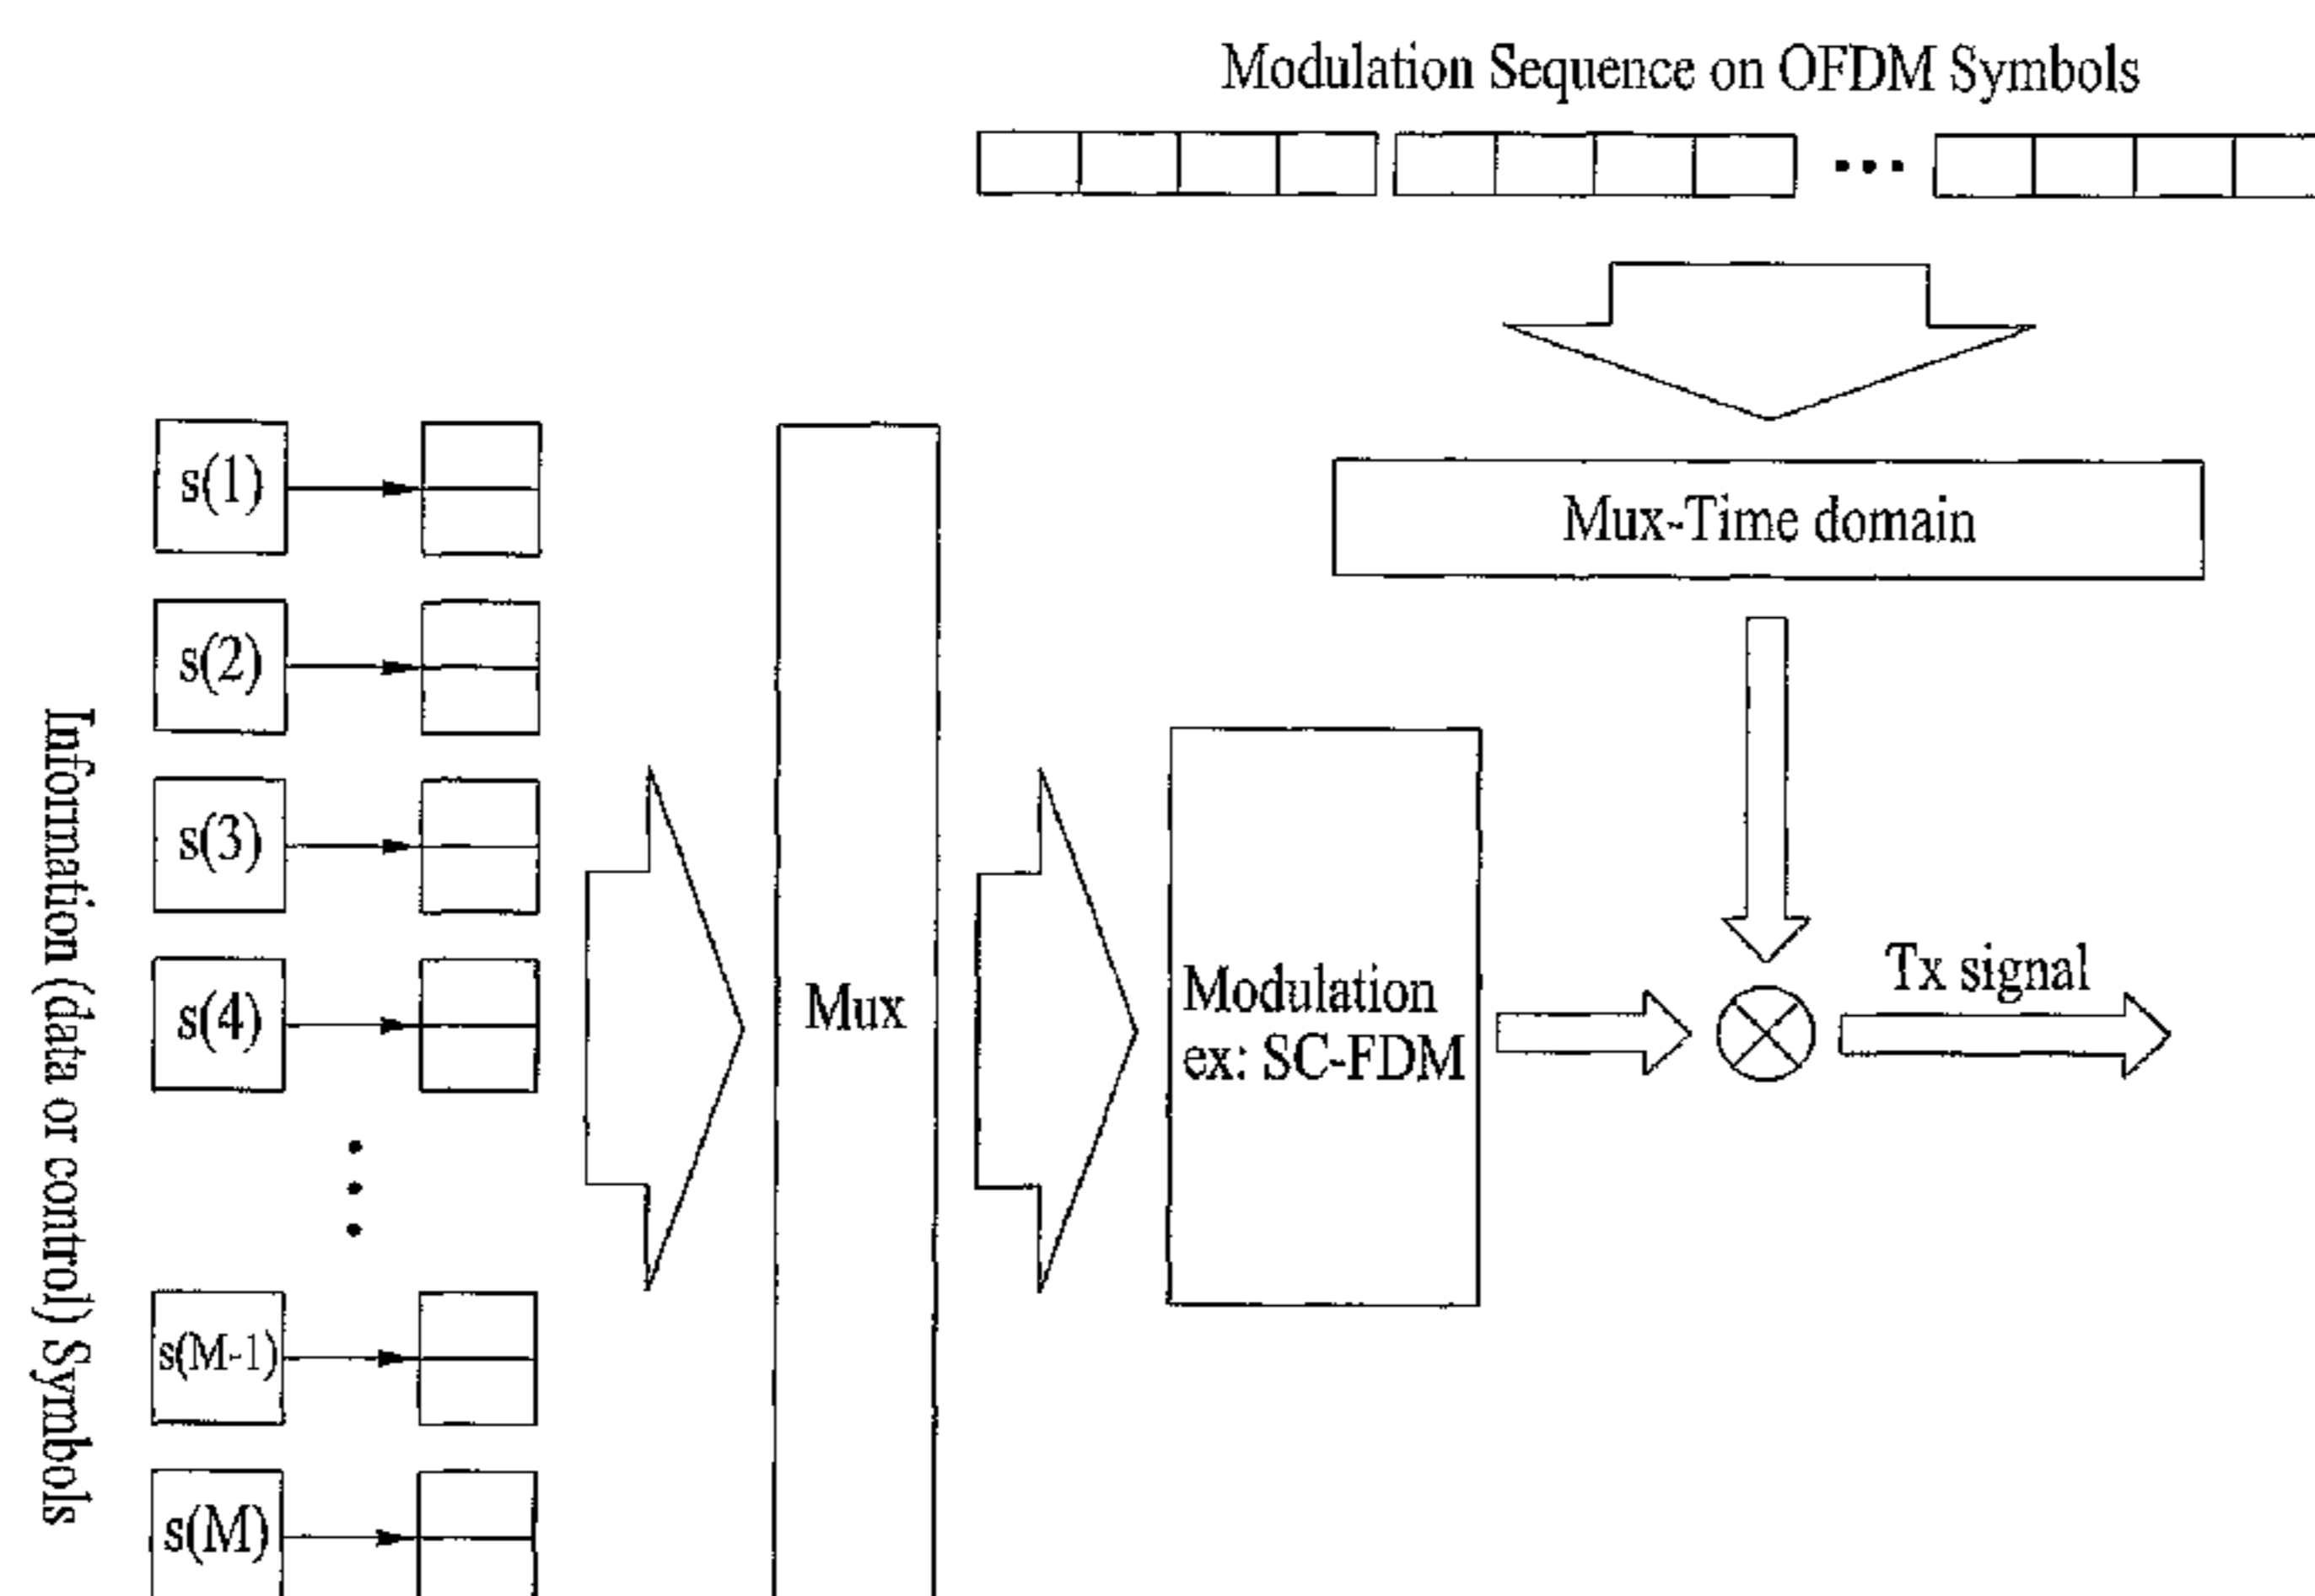 Modulation Sequence on OFDM Symbols
Mux-Time domain
Information (data or control) Symbols
s(1)
s(2)
s(3)
s(4)
s(M-1)
s(M)
Mux
Modulation
ex: SC-FDM
Tx signal